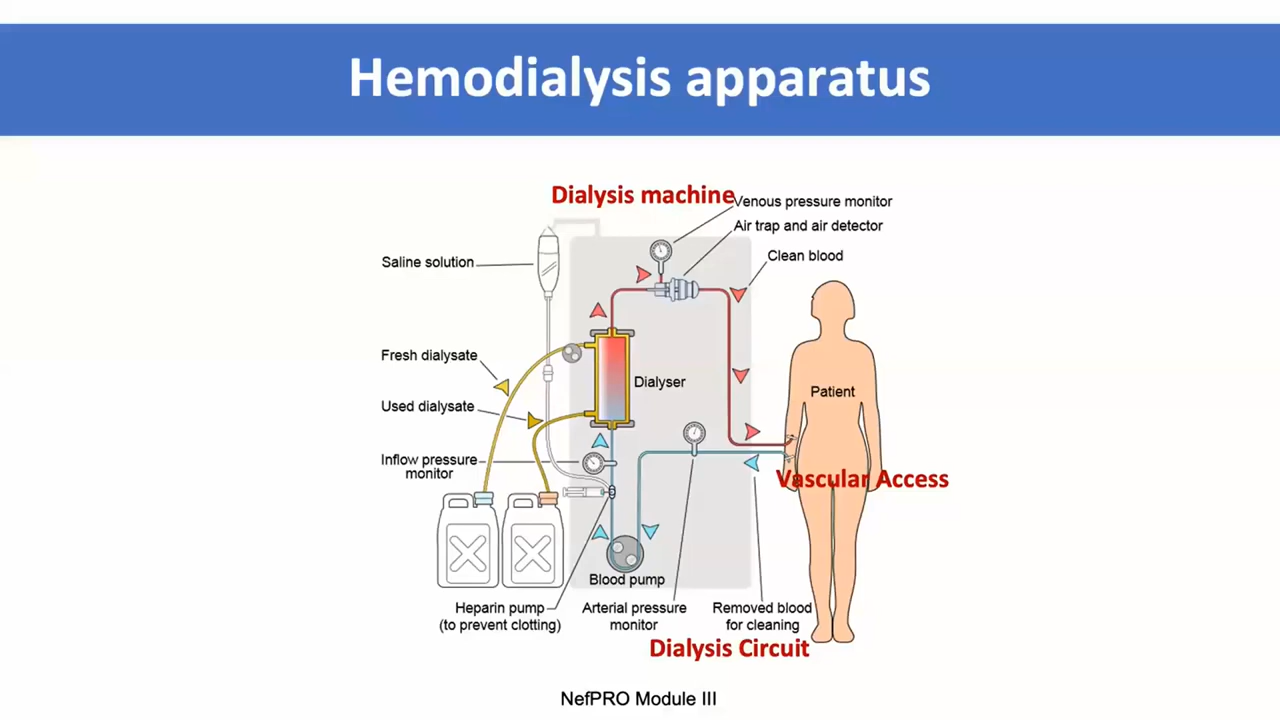 Hemodialysis apparatus
Dialysis machine
Venous pressure monitor
Air trap and air detector
Clean blood
Saline solution
Fresh dialysate
Dialyser
Patient
Used dialysate
Inflow pressure
monitor
Vascular Access
Blood pump
Heparin pump
(to prevent clotting)
Arterial pressure
monitor
Removed blood
for cleaning
Dialysis Circuit
NefPRO Module III